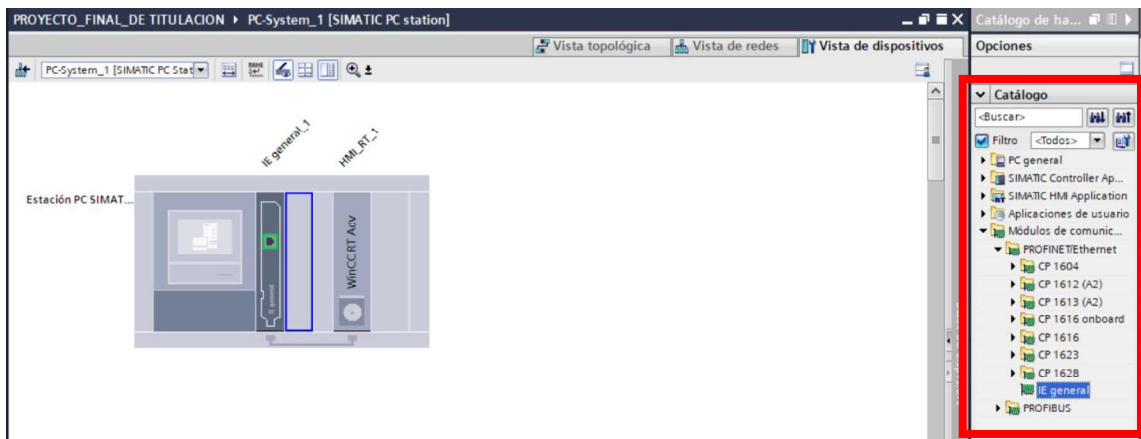 PROYECTO_FINAL_DE TITULACION ▸ PC-System_1 [SIMATIC PC station]
Catálogo de ha...
Vista topológica
Vista de redes
Vista de dispositivos
Opciones
PC-System_1 [SIMATIC PC Stat
Catálogo
<Buscar>
Filtro
<Todos>
PC general
SIMATIC Controller Ap...
SIMATIC HMI Application
Aplicaciones de usuario
Módulos de comunic...
PROFINET/Ethernet
CP 1604
CP 1612 (A2)
CP 1613 (A2)
CP 1616 onboard
CP 1616
CP 1623
CP 1628
IE general
PROFIBUS
IE general_1
HMI_RT_1
Estación PC SIMAT...
IE general
WinCC RT Adv